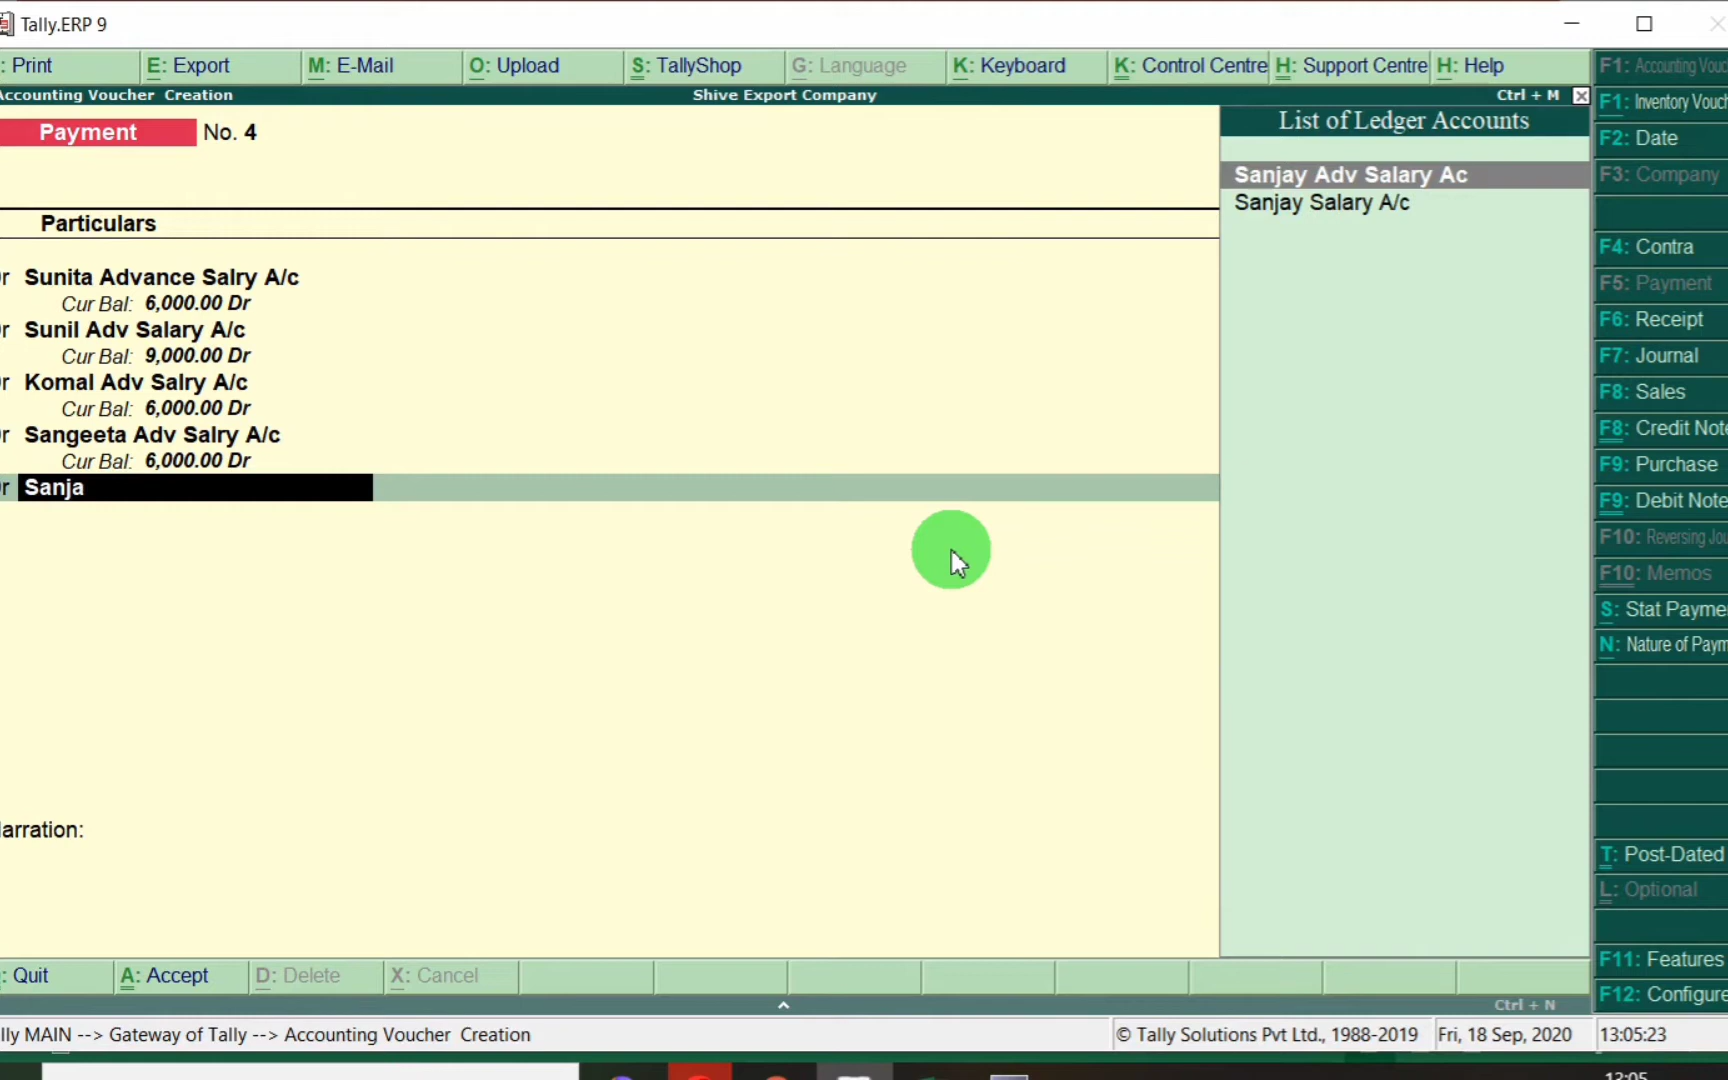 Tally.ERP 9
: Print E: Export M: E-Mail O: Upload S: TallyShop G: Language K: Keyboard K: Control Centre H: Support Centre H: Help
Accounting Voucher Creation Shive Export Company Ctrl + M
Payment No. 4
List of Ledger Accounts
Sanjay Adv Salary Ac
Sanjay Salary A/c
Particulars
Sunita Advance Salry A/c
Cur Bal: 6,000.00 Dr
Sunil Adv Salary A/c
Cur Bal: 9,000.00 Dr
Komal Adv Salry A/c
Cur Bal: 6,000.00 Dr
Sangeeta Adv Salry A/c
Cur Bal: 6,000.00 Dr
Sanja
arration:
F1: Accounting Vouc
F1: Inventory Vouch
F2: Date
F3: Company
F4: Contra
F5: Payment
F6: Receipt
F7: Journal
F8: Sales
F8: Credit Note
F9: Purchase
F9: Debit Note
F10: Reversing Jou
F10: Memos
S: Stat Payme
N: Nature of Paym
T: Post-Dated
L: Optional
F11: Features
F12: Configure
: Quit A: Accept D: Delete X: Cancel
Ctrl + N
lly MAIN --> Gateway of Tally --> Accounting Voucher Creation © Tally Solutions Pvt Ltd., 1988-2019 Fri, 18 Sep, 2020 13:05:23